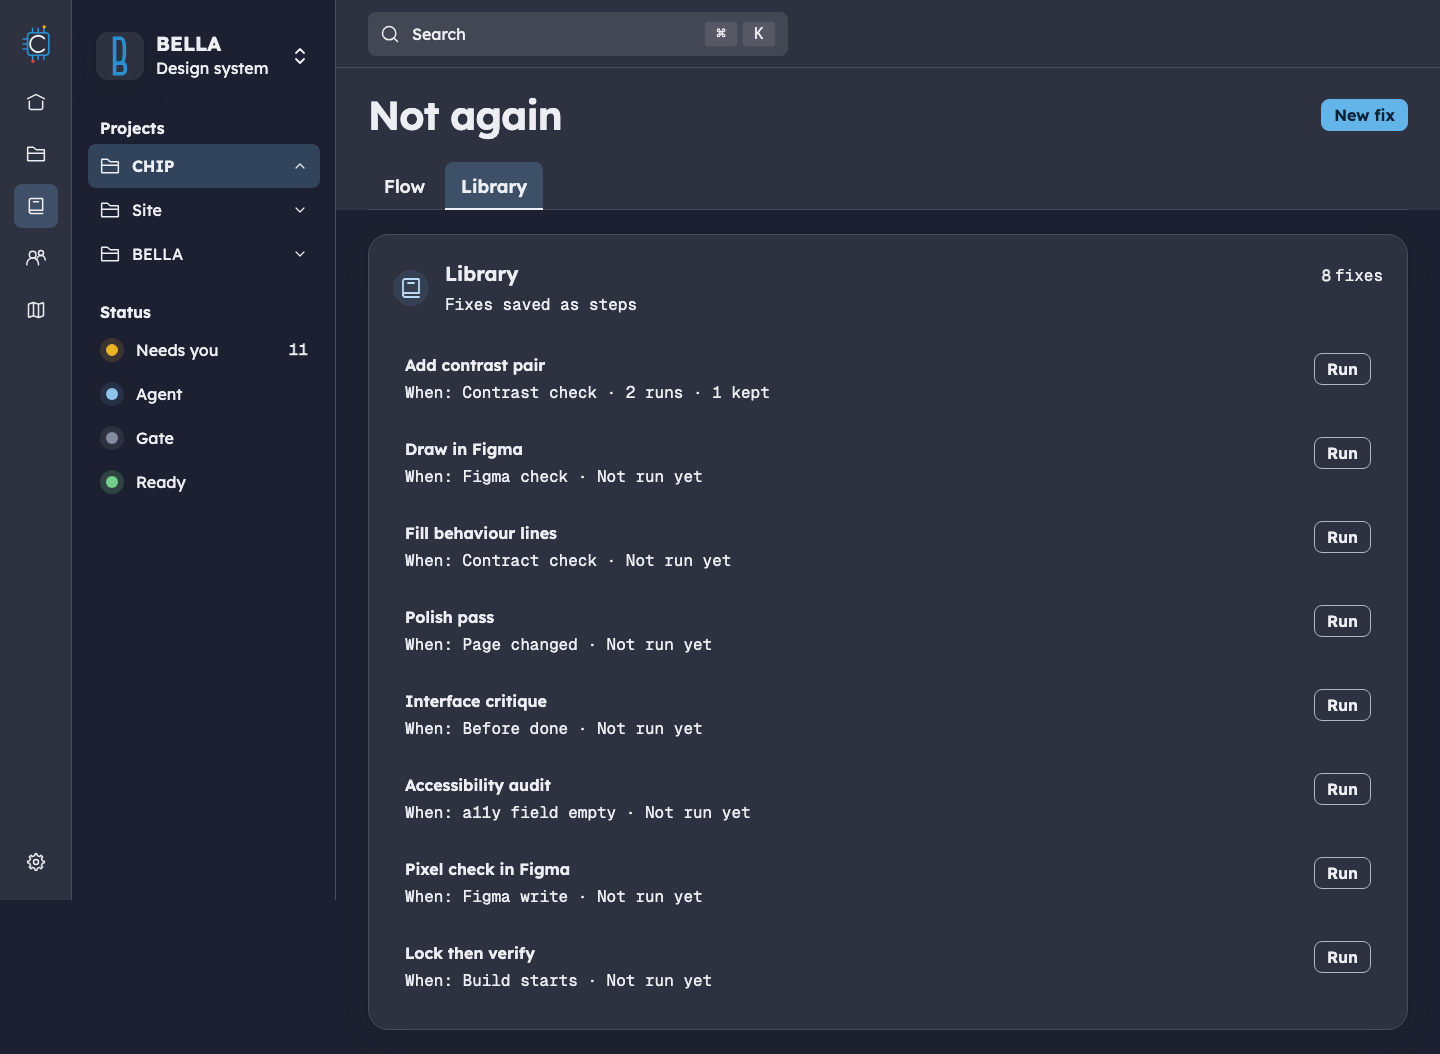 BELLA
Design system
Projects
CHIP
Site
BELLA
Status
Needs you 11
Agent
Gate
Ready
Search ⌘ K
Not again
New fix
Flow Library
Library
Fixes saved as steps
8 fixes
Add contrast pair
When: Contrast check · 2 runs · 1 kept
Run
Draw in Figma
When: Figma check · Not run yet
Run
Fill behaviour lines
When: Contract check · Not run yet
Run
Polish pass
When: Page changed · Not run yet
Run
Interface critique
When: Before done · Not run yet
Run
Accessibility audit
When: a11y field empty · Not run yet
Run
Pixel check in Figma
When: Figma write · Not run yet
Run
Lock then verify
When: Build starts · Not run yet
Run